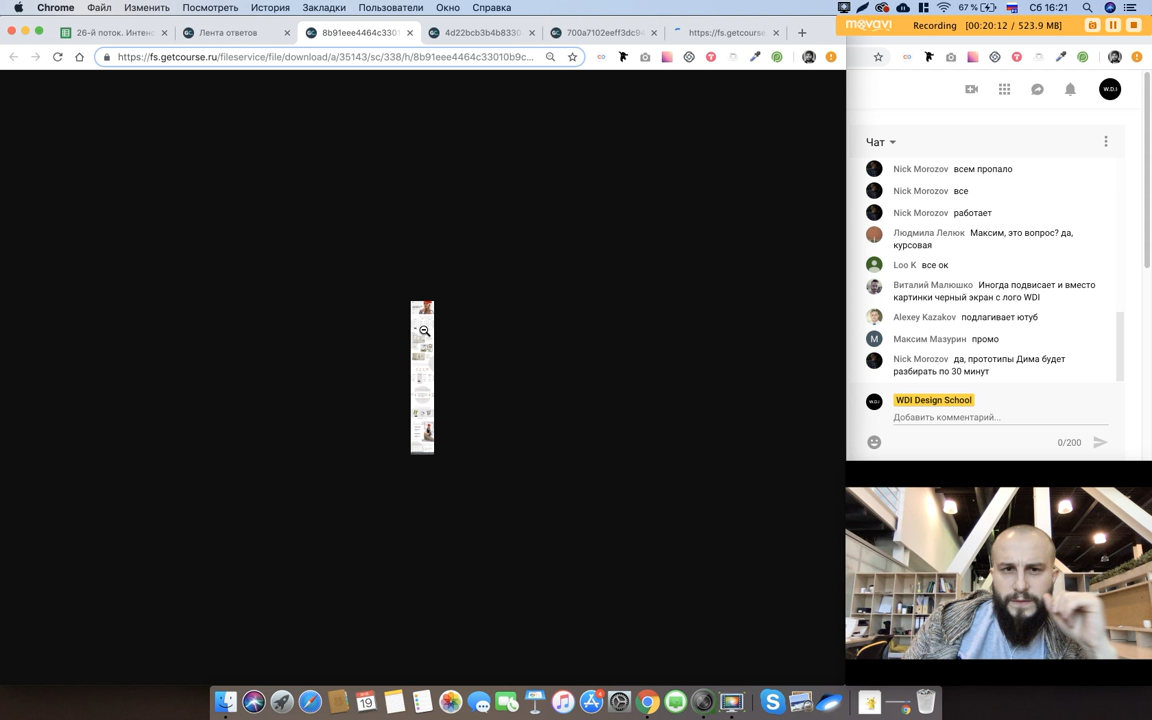 Chrome Файл Изменить Посмотреть История Закладки Пользователи Окно Справка
67 % Сб 16:21
movavi Recording [00:20:12 / 523.9 MB]
26-й поток. Интенс
Лента ответов
8b91eee4464c3301
4d22bcb3b4b8330
700a7102eeff3dc9
https://fs.getcourse
https://fs.getcourse.ru/fileservice/file/download/a/35143/sc/338/h/8b91eee4464c33010b9c...
W.D.I
Чат
Nick Morozov всем пропало
Nick Morozov все
Nick Morozov работает
Людмила Лелюк Максим, это вопрос? да,
курсовая
Loo K все ок
Виталий Малюшко Иногда подвисает и вместо
картинки черный экран с лого WDI
Alexey Kazakov подлагивает ютуб
М Максим Мазурин промо
Nick Morozov да, прототипы Дима будет
разбирать по 30 минут
W.D.I WDI Design School
Добавить комментарий...
0/200
19